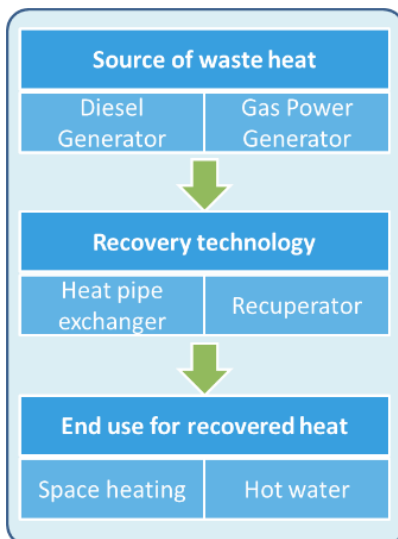 Source of waste heat
Diesel
Generator
Gas Power
Generator
Recovery technology
Heat pipe
exchanger
Recuperator
End use for recovered heat
Space heating
Hot water